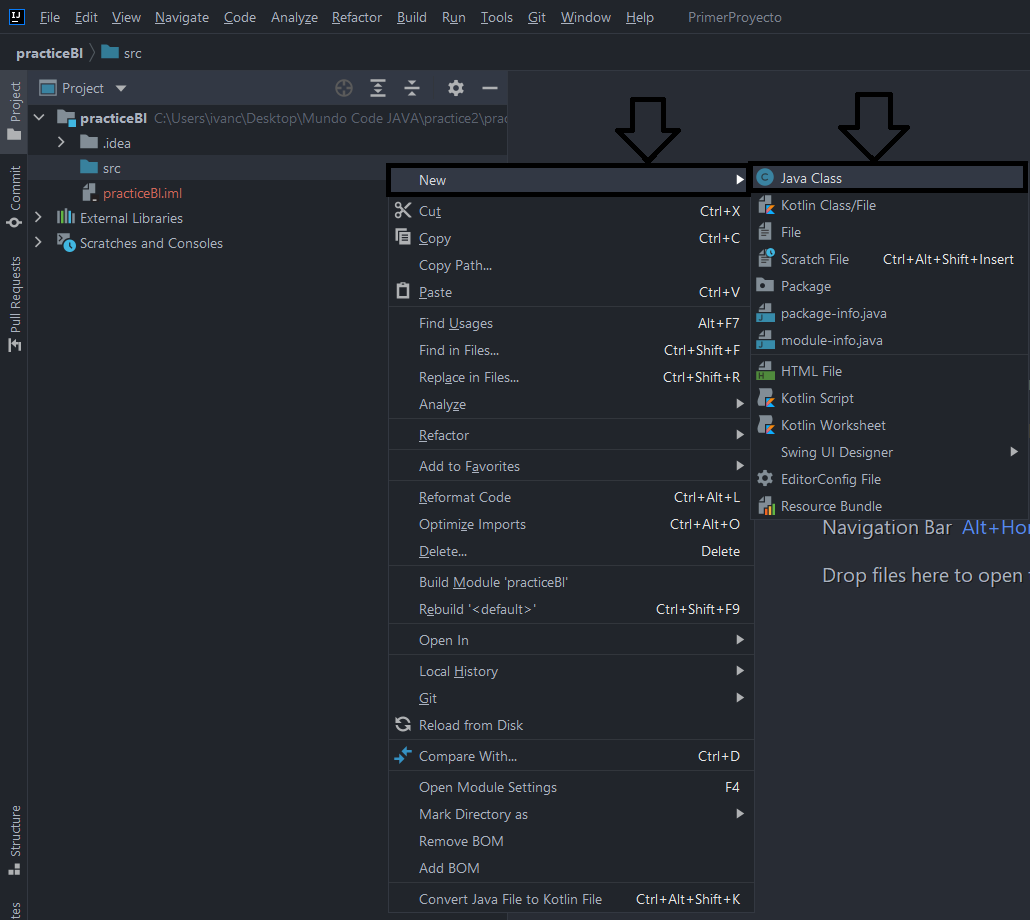 File Edit View Navigate Code Analyze Refactor Build Run Tools Git Window Help PrimerProyecto
practiceBI src
Project
Project
Commit
Pull Requests
Structure
practiceBI C:\Users\ivanc\Desktop\Mundo Code JAVA\practice2\prac
.idea
src
practiceBI.iml
External Libraries
Scratches and Consoles
New
Cut Ctrl+X
Copy Ctrl+C
Copy Path...
Paste Ctrl+V
Find Usages Alt+F7
Find in Files... Ctrl+Shift+F
Replace in Files... Ctrl+Shift+R
Analyze
Refactor
Add to Favorites
Reformat Code Ctrl+Alt+L
Optimize Imports Ctrl+Alt+O
Delete... Delete
Build Module 'practiceBI'
Rebuild '<default>' Ctrl+Shift+F9
Open In
Local History
Git
Reload from Disk
Compare With... Ctrl+D
Open Module Settings F4
Mark Directory as
Remove BOM
Add BOM
Convert Java File to Kotlin File Ctrl+Alt+Shift+K
Java Class
Kotlin Class/File
File
Scratch File Ctrl+Alt+Shift+Insert
Package
package-info.java
module-info.java
HTML File
Kotlin Script
Kotlin Worksheet
Swing UI Designer
EditorConfig File
Resource Bundle
Navigation Bar Alt+Hor
Drop files here to open